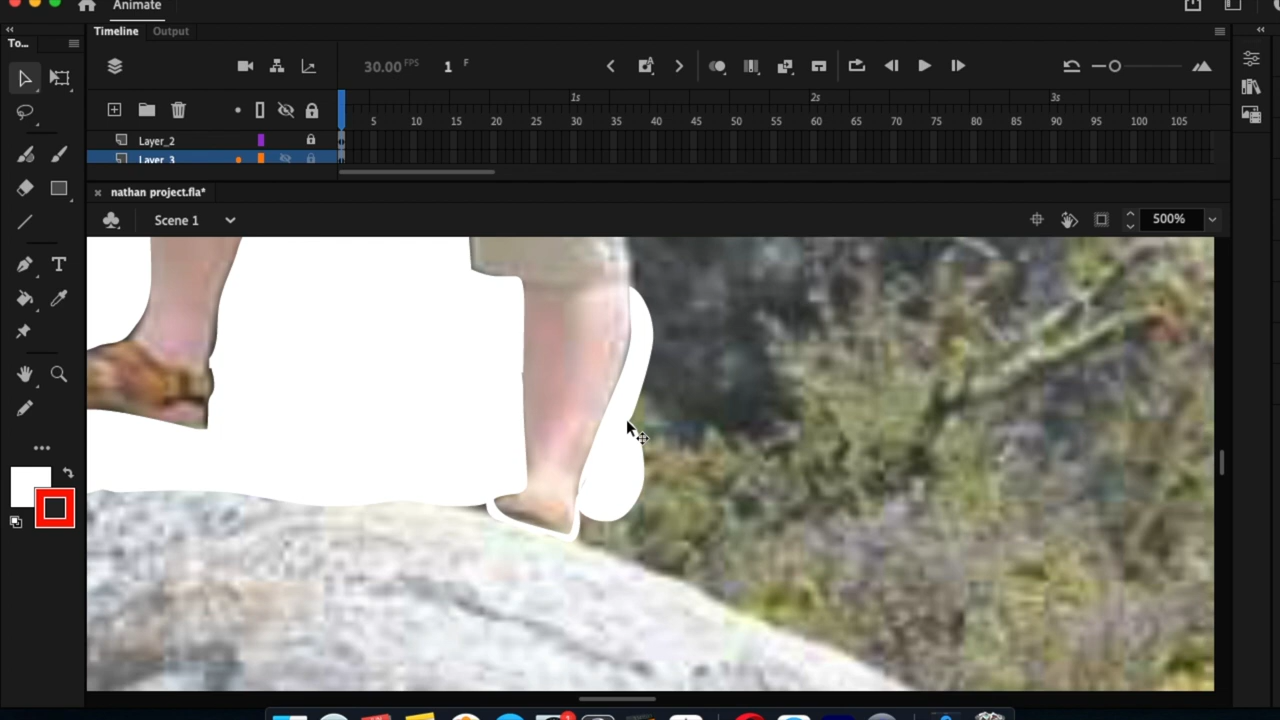 Animate
Timeline Output
To...
30.00 FPS 1 F
1s 2s 3s
5 10 15 20 25 30 35 40 45 50 55 60 65 70 75 80 85 90 95 100 105
Layer_2
Layer_3
nathan project.fla*
Scene 1 500%
T